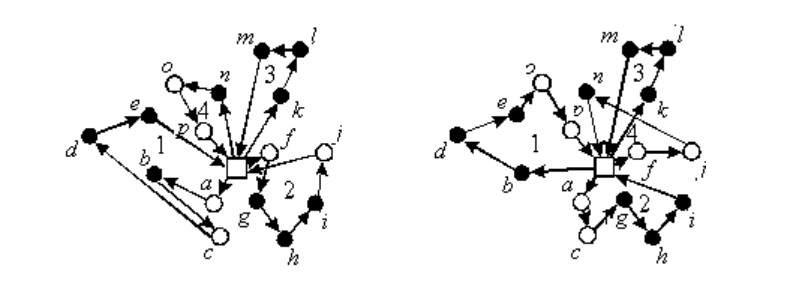 m l m l
o n 3 o n 3
e p 4 k e p k
d 1 f j d 1 4 f j
b a 2 b a 2
g i g i
c h c h